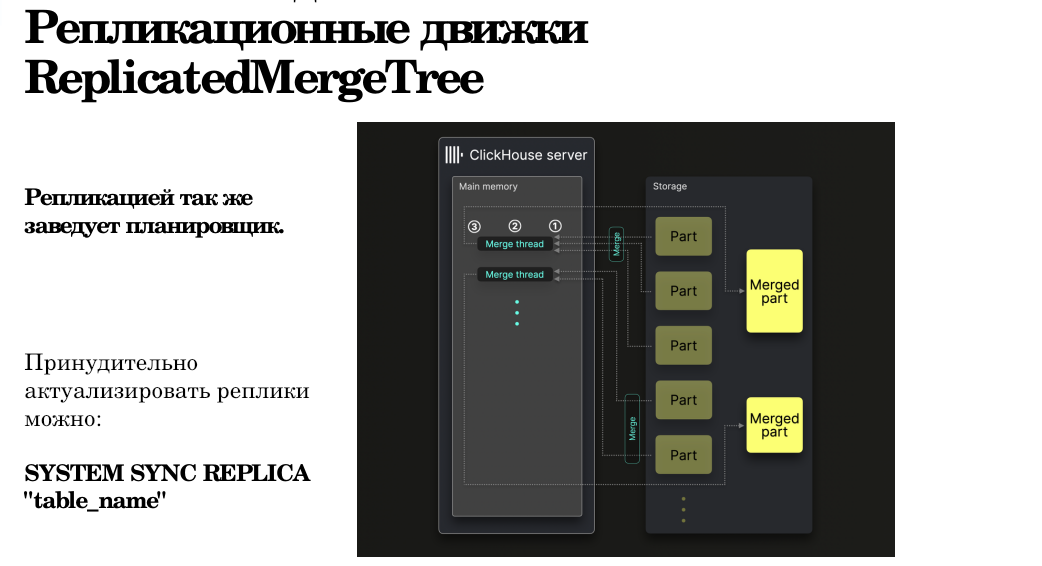 Репликационные движки
ReplicatedMergeTree
Репликацией так же
заведует планировщик.
Принудительно
актуализировать реплики
можно:
SYSTEM SYNC REPLICA
"table_name"
ClickHouse server
Main memory
3 2 1
Merge thread
Merge thread
Merge
Merge
Storage
Part
Part
Part
Part
Part
Merged
part
Merged
part